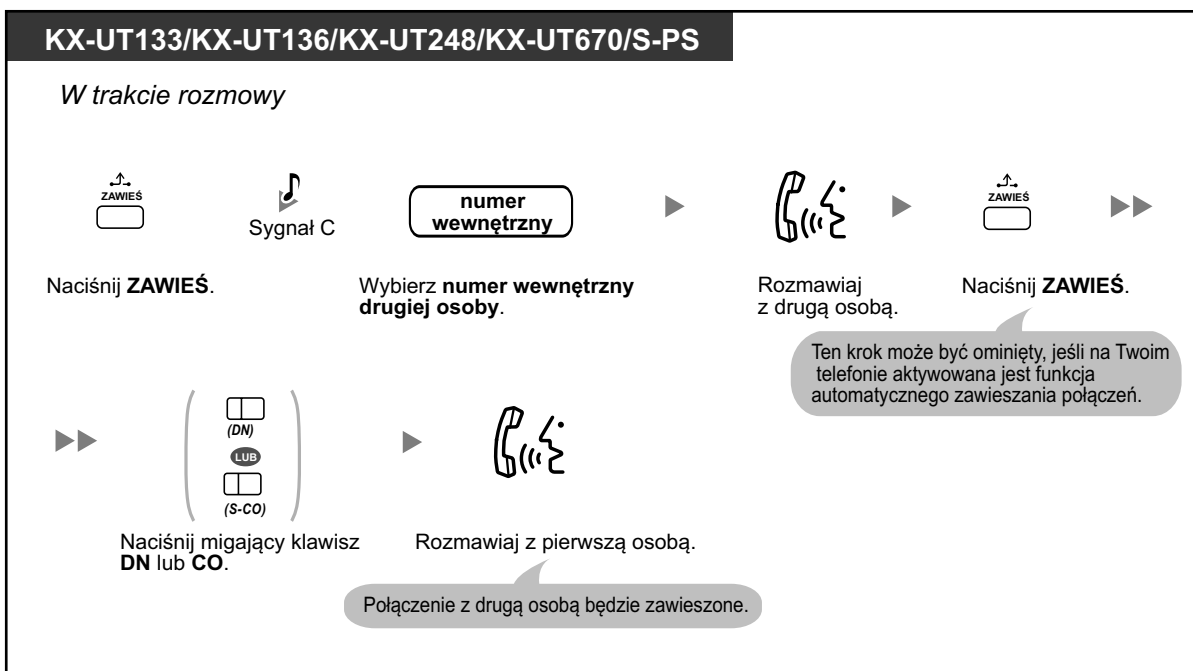 KX-UT133/KX-UT136/KX-UT248/KX-UT670/S-PS
W trakcie rozmowy
ZAWIEŚ
Sygnał C
numer
wewnętrzny
ZAWIEŚ
Naciśnij ZAWIEŚ.
Wybierz numer wewnętrzny
drugiej osoby.
Rozmawiaj
z drugą osobą.
Naciśnij ZAWIEŚ.
Ten krok może być ominięty, jeśli na Twoim
telefonie aktywowana jest funkcja
automatycznego zawieszania połączeń.
(DN)
LUB
(S-CO)
Naciśnij migający klawisz
DN lub CO.
Rozmawiaj z pierwszą osobą.
Połączenie z drugą osobą będzie zawieszone.